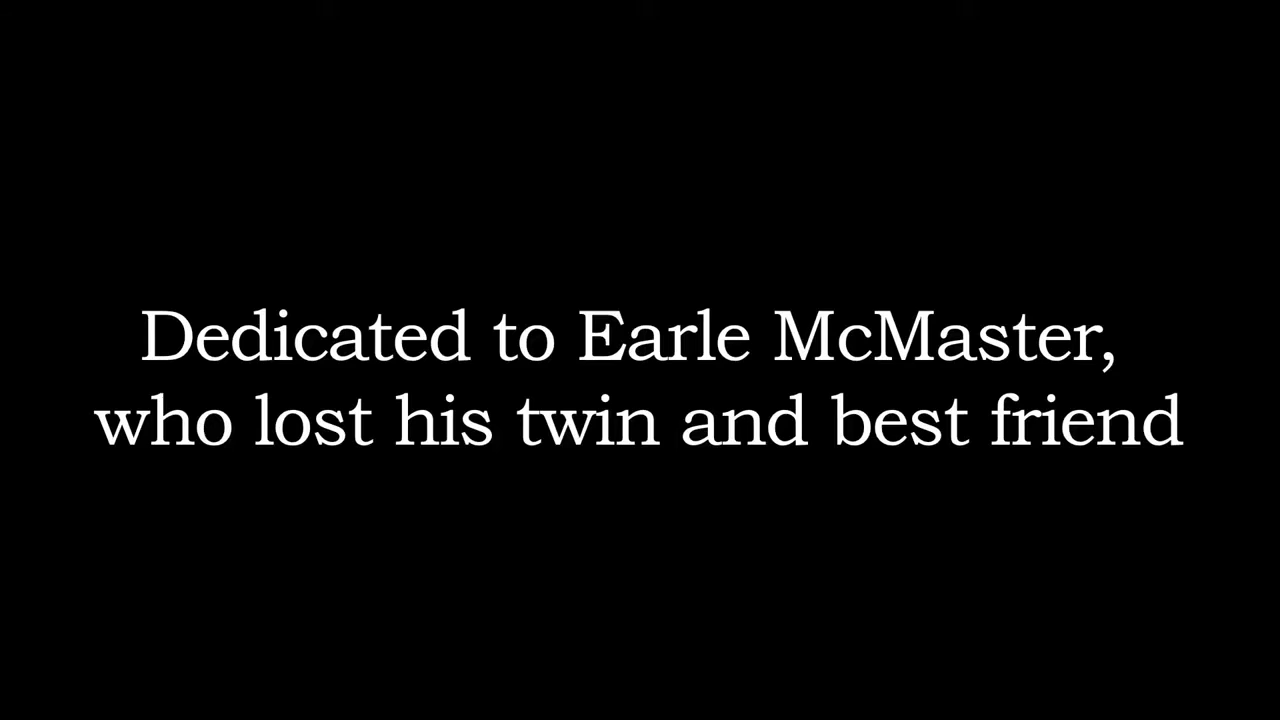 Dedicated to Earle McMaster,
who lost his twin and best friend